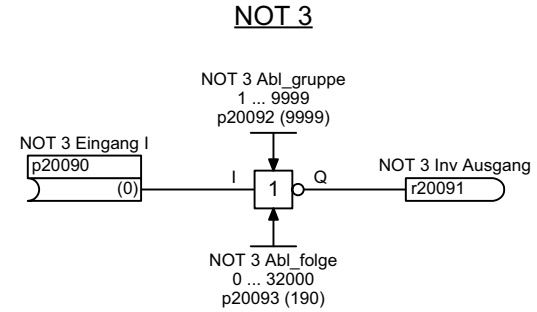 NOT 3
NOT 3 Abl_gruppe
1 ... 9999
p20092 (9999)
NOT 3 Eingang I
p20090
(0)
I
1
Q
NOT 3 Inv Ausgang
r20091
NOT 3 Abl_folge
0 ... 32000
p20093 (190)